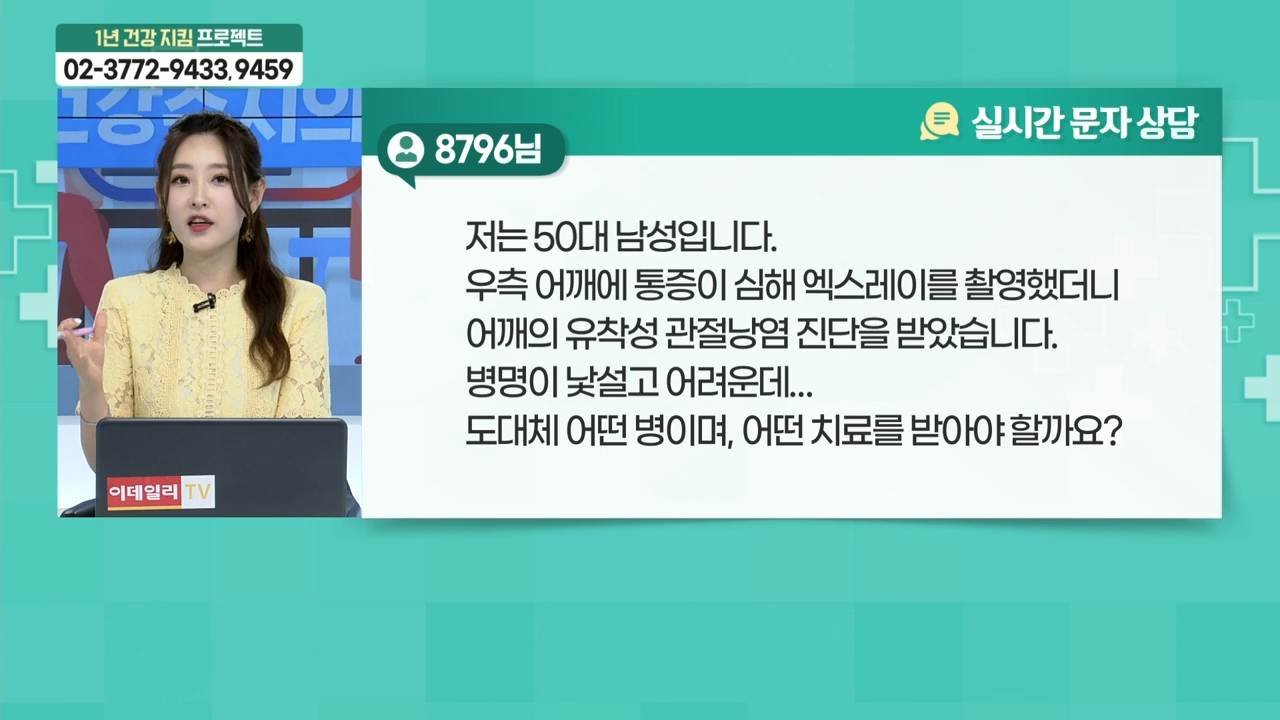 1년 건강 지킴 프로젝트
02-3772-9433, 9459
건강주치의
실시간 문자 상담
8796님
저는 50대 남성입니다.
우측 어깨에 통증이 심해 엑스레이를 촬영했더니
어깨의 유착성 관절낭염 진단을 받았습니다.
병명이 낯설고 어려운데...
도대체 어떤 병이며, 어떤 치료를 받아야 할까요?
이데일리TV